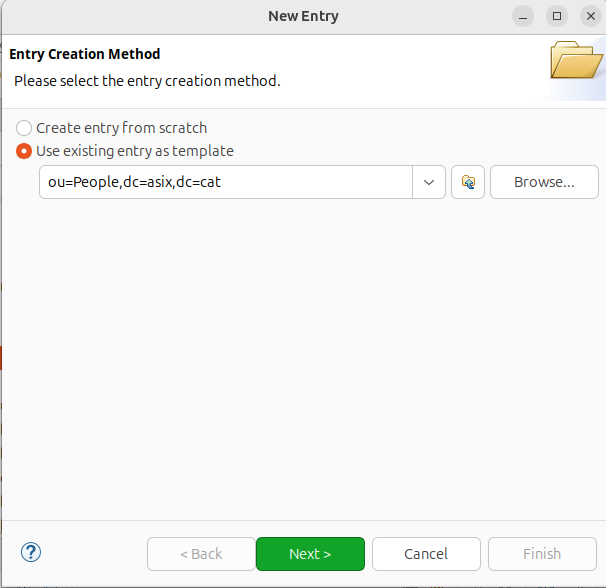 New Entry
Entry Creation Method
Please select the entry creation method.
Create entry from scratch
Use existing entry as template
ou=People,dc=asix,dc=cat
Browse...
?
< Back
Next >
Cancel
Finish